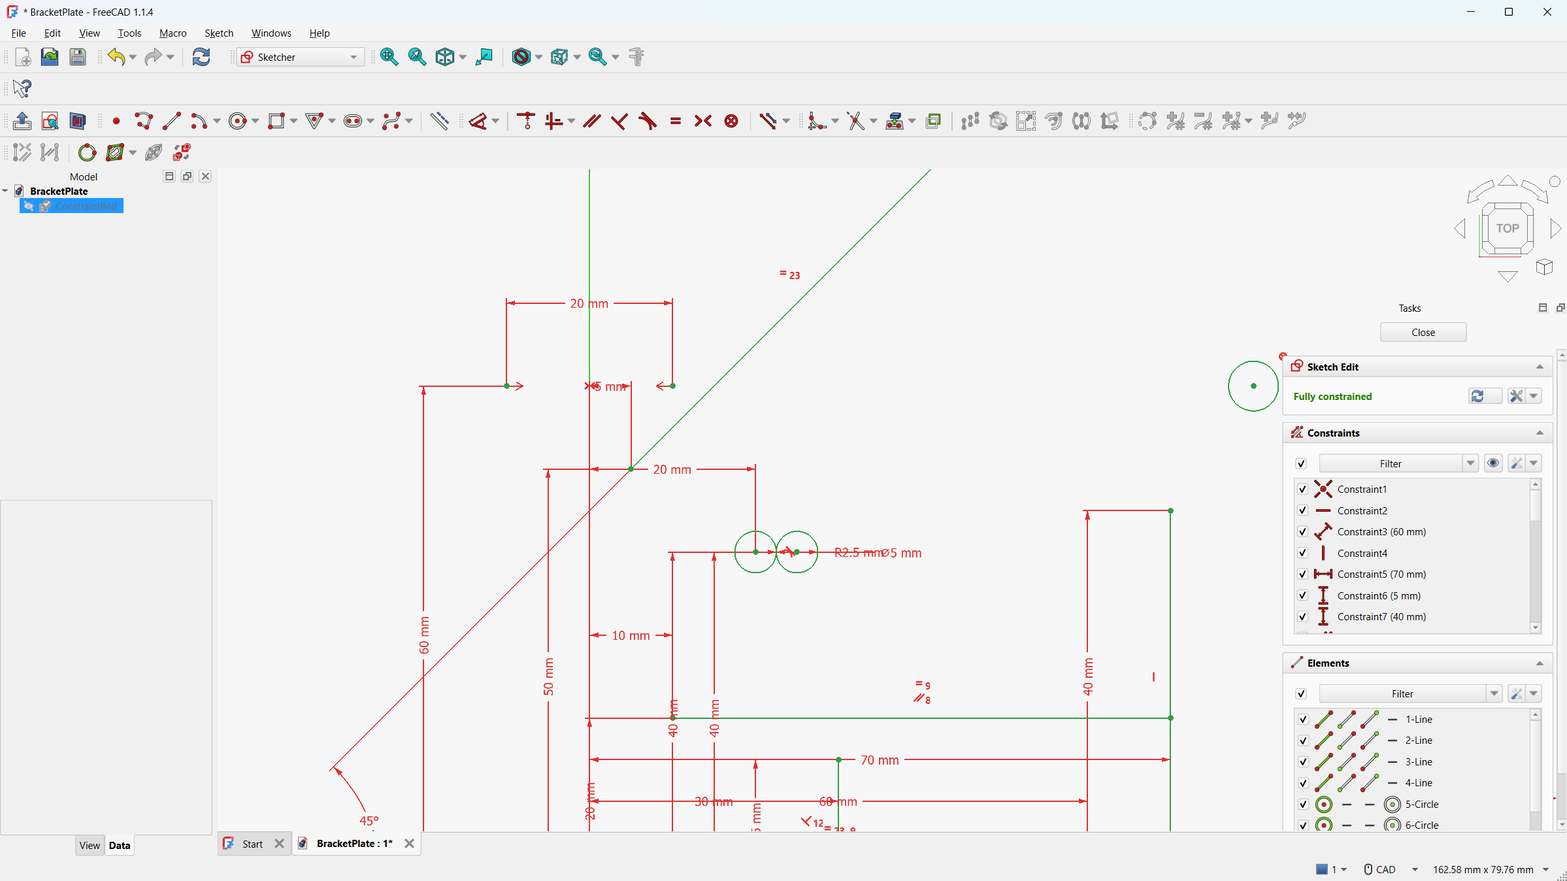 * BracketPlate - FreeCAD 1.1.4
File Edit View Tools Macro Sketch Windows Help
Sketcher
Model
BracketPlate
ConstraintBed
TOP
Tasks
Close
Sketch Edit
Fully constrained
Constraints
Filter
Constraint1
Constraint2
Constraint3 (60 mm)
Constraint4
Constraint5 (70 mm)
Constraint6 (5 mm)
Constraint7 (40 mm)
Elements
Filter
1-Line
2-Line
3-Line
4-Line
5-Circle
6-Circle
23
20 mm
5 mm
20 mm
R2.5 mm
⌀5 mm
60 mm
10 mm
50 mm
40 mm
40 mm
40 mm
9
8
70 mm
20 mm
30 mm
60 mm
45°
12
View Data
Start
BracketPlate : 1*
1
CAD
162.58 mm x 79.76 mm